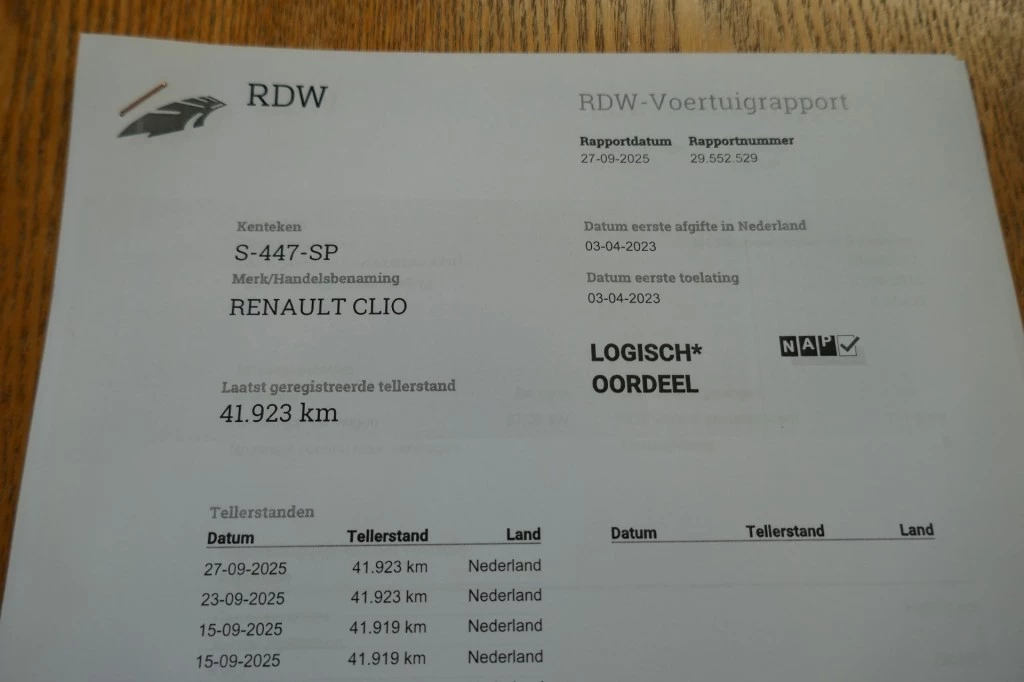 RDW
RDW-Voertuigrapport
Rapportdatum Rapportnummer
27-09-2025 29.552.529
Kenteken
S-447-SP
Merk/Handelsbenaming
RENAULT CLIO
Laatst geregistreerde tellerstand
41.923 km
Datum eerste afgifte in Nederland
03-04-2023
Datum eerste toelating
03-04-2023
LOGISCH*
OORDEEL
NAP
Tellerstanden
Datum Tellerstand Land
27-09-2025 41.923 km Nederland
23-09-2025 41.923 km Nederland
15-09-2025 41.919 km Nederland
15-09-2025 41.919 km Nederland
Datum Tellerstand Land